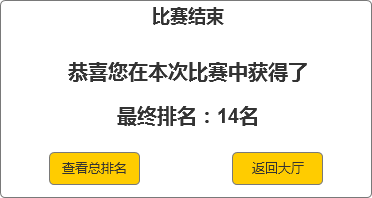 比赛结束
恭喜您在本次比赛中获得了
最终排名：14名
查看总排名
返回大厅